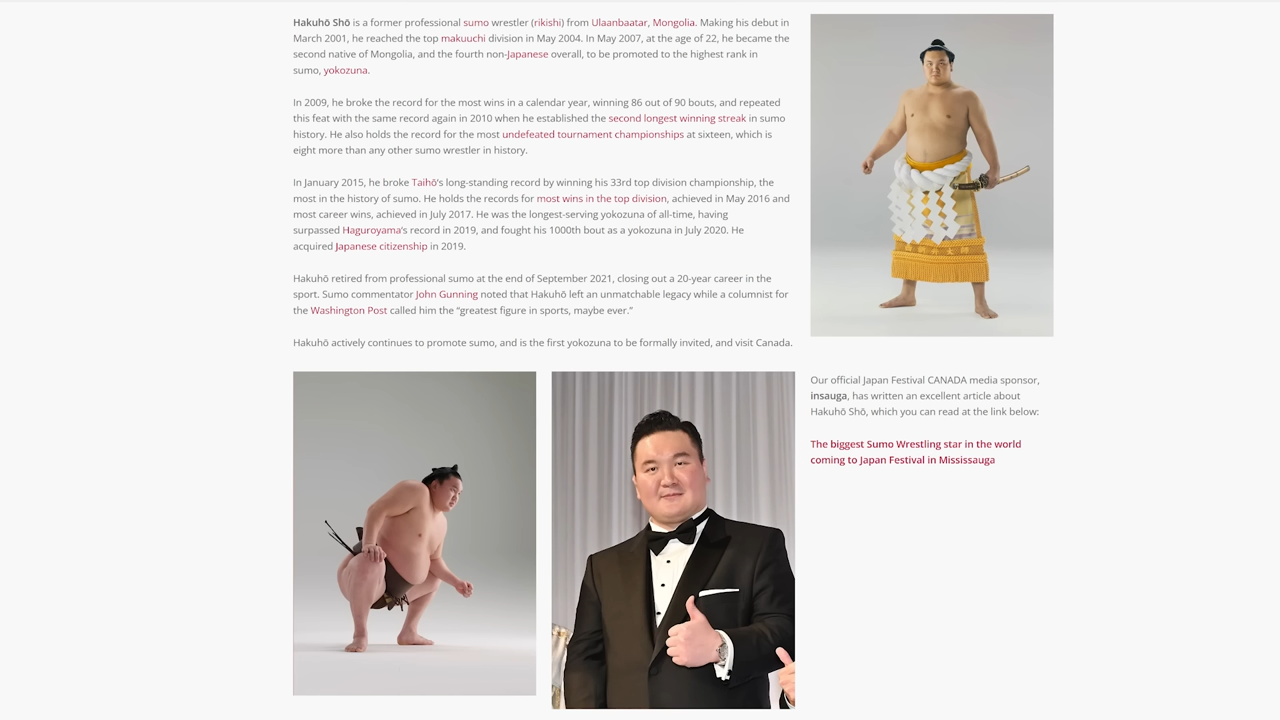 Hakuhō Shō is a former professional sumo wrestler (rikishi) from Ulaanbaatar, Mongolia. Making his debut in
March 2001, he reached the top makuuchi division in May 2004. In May 2007, at the age of 22, he became the
second native of Mongolia, and the fourth non-Japanese overall, to be promoted to the highest rank in
sumo, yokozuna.
In 2009, he broke the record for the most wins in a calendar year, winning 86 out of 90 bouts, and repeated
this feat with the same record again in 2010 when he established the second longest winning streak in sumo
history. He also holds the record for the most undefeated tournament championships at sixteen, which is
eight more than any other sumo wrestler in history.
In January 2015, he broke Taihō's long-standing record by winning his 33rd top division championship, the
most in the history of sumo. He holds the records for most wins in the top division, achieved in May 2016 and
most career wins, achieved in July 2017. He was the longest-serving yokozuna of all-time, having
surpassed Haguroyama's record in 2019, and fought his 1000th bout as a yokozuna in July 2020. He
acquired Japanese citizenship in 2019.
Hakuhō retired from professional sumo at the end of September 2021, closing out a 20-year career in the
sport. Sumo commentator John Gunning noted that Hakuhō left an unmatchable legacy while a columnist for
the Washington Post called him the “greatest figure in sports, maybe ever.”
Hakuhō actively continues to promote sumo, and is the first yokozuna to be formally invited, and visit Canada.
Our official Japan Festival CANADA media sponsor,
insauga, has written an excellent article about
Hakuhō Shō, which you can read at the link below:
The biggest Sumo Wrestling star in the world
coming to Japan Festival in Mississauga